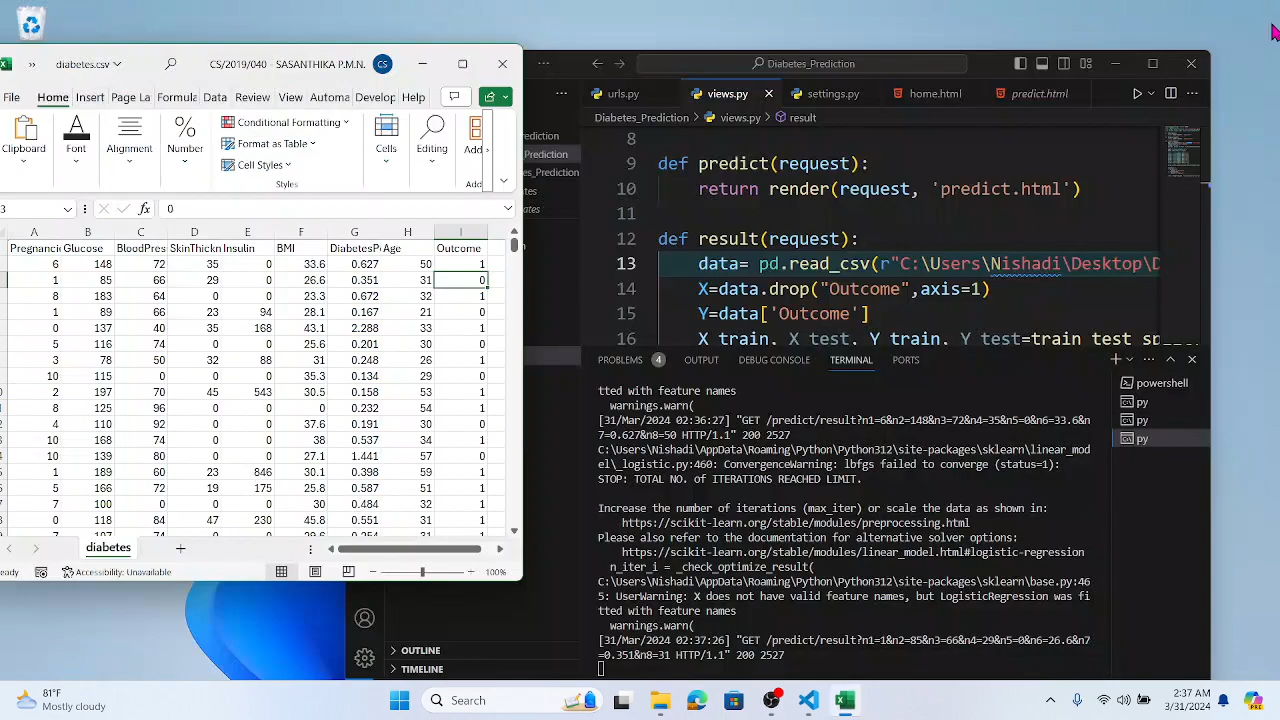 diabetes.csv
CS/2019/040 - SASANTHIKA P.M.N.
CS
File Home Insert Page La Formula Dat Review View Automa Develop Help
Clipboard Font Alignment Number Conditional Formatting Format as Table Cell Styles Styles Cells Editing Add-
Add
3 fx 0
A B C D E F G H I
Pregnanc Glucose BloodPres SkinThickn Insulin BMI DiabetesPe Age Outcome
6 148 72 35 0 33.6 0.627 50 1
1 85 66 29 0 26.6 0.351 31 0
8 183 64 0 0 23.3 0.672 32 1
1 89 66 23 94 28.1 0.167 21 0
0 137 40 35 168 43.1 2.288 33 1
5 116 74 0 0 25.6 0.201 30 0
3 78 50 32 88 31 0.248 26 1
10 115 0 0 0 35.3 0.134 29 0
2 197 70 45 543 30.5 0.158 53 1
8 125 96 0 0 0 0.232 54 1
4 110 92 0 0 37.6 0.191 30 0
10 168 74 0 0 38 0.537 34 1
10 139 80 0 0 27.1 1.441 57 0
1 189 60 23 846 30.1 0.398 59 1
5 166 72 19 175 25.8 0.587 51 1
7 100 0 0 0 30 0.484 32 1
0 118 84 47 230 45.8 0.551 31 1
diabetes
eady Accessibility: Unavailable 100%
Diabetes_Prediction
urls.py views.py settings.py home.html predict.html
Diabetes_Prediction > views.py > result
ediction
Prediction
s_Prediction
tes
ates
8
9 def predict(request):
10 return render(request, 'predict.html')
11
12 def result(request):
13 data= pd.read_csv(r"C:\Users\Nishadi\Desktop\D
14 X=data.drop("Outcome",axis=1)
15 Y=data['Outcome']
16 X_train, X_test, Y_train, Y_test=train_test_sp
PROBLEMS 4 OUTPUT DEBUG CONSOLE TERMINAL PORTS
powershell
py
py
py
tted with feature names
warnings.warn(
[31/Mar/2024 02:36:27] "GET /predict/result?n1=6&n2=148&n3=72&n4=35&n5=0&n6=33.6&n
7=0.627&n8=50 HTTP/1.1" 200 2527
C:\Users\Nishadi\AppData\Roaming\Python\Python312\site-packages\sklearn\linear_mod
el\_logistic.py:460: ConvergenceWarning: lbfgs failed to converge (status=1):
STOP: TOTAL NO. of ITERATIONS REACHED LIMIT.
Increase the number of iterations (max_iter) or scale the data as shown in:
https://scikit-learn.org/stable/modules/preprocessing.html
Please also refer to the documentation for alternative solver options:
https://scikit-learn.org/stable/modules/linear_model.html#logistic-regression
n_iter_i = _check_optimize_result(
C:\Users\Nishadi\AppData\Roaming\Python\Python312\site-packages\sklearn\base.py:46
5: UserWarning: X does not have valid feature names, but LogisticRegression was fi
tted with feature names
warnings.warn(
[31/Mar/2024 02:37:26] "GET /predict/result?n1=1&n2=85&n3=66&n4=29&n5=0&n6=26.6&n7
=0.351&n8=31 HTTP/1.1" 200 2527
OUTLINE
TIMELINE
81°F
Mostly cloudy
Search
2:37 AM
3/31/2024